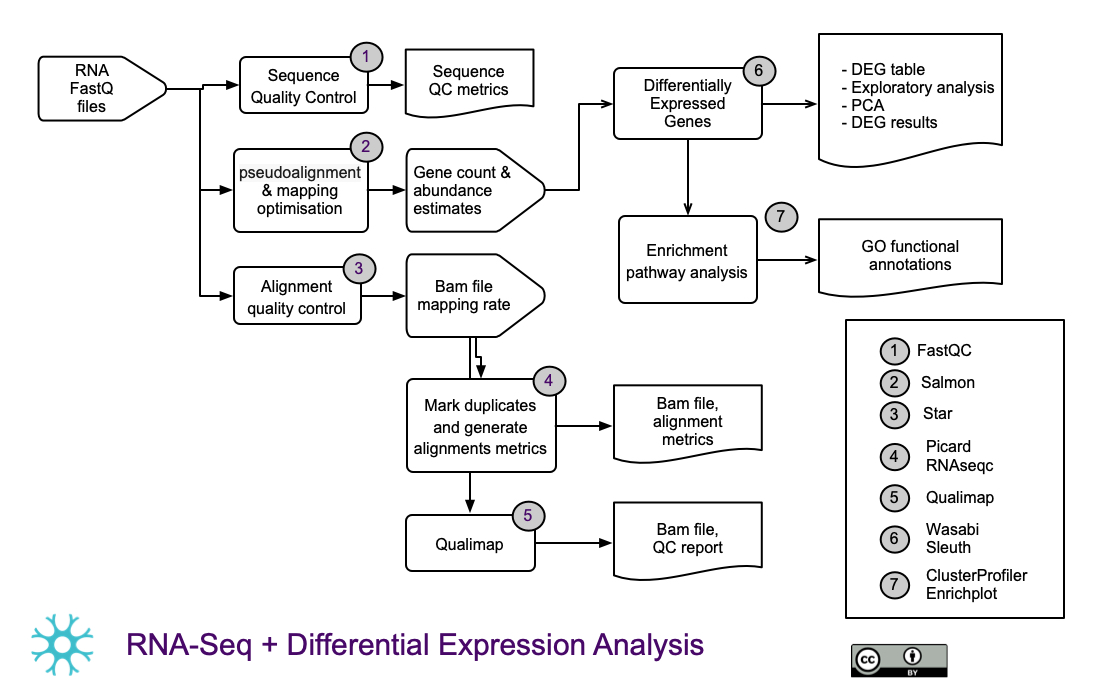 RNA
FastQ
files
1
Sequence
Quality Control
Sequence
QC metrics
2
pseudoalignment
& mapping
optimisation
Gene count &
abundance
estimates
3
Alignment
quality control
Bam file
mapping rate
4
Mark duplicates
and generate
alignments metrics
Bam file,
alignment
metrics
5
Qualimap
Bam file,
QC report
6
Differentially
Expressed
Genes
- DEG table
- Exploratory analysis
- PCA
- DEG results
7
Enrichment
pathway analysis
GO functional
annotations
1 FastQC
2 Salmon
3 Star
4 Picard
RNAseqc
5 Qualimap
6 Wasabi
Sleuth
7 ClusterProfiler
Enrichplot
RNA-Seq + Differential Expression Analysis
cc
BY